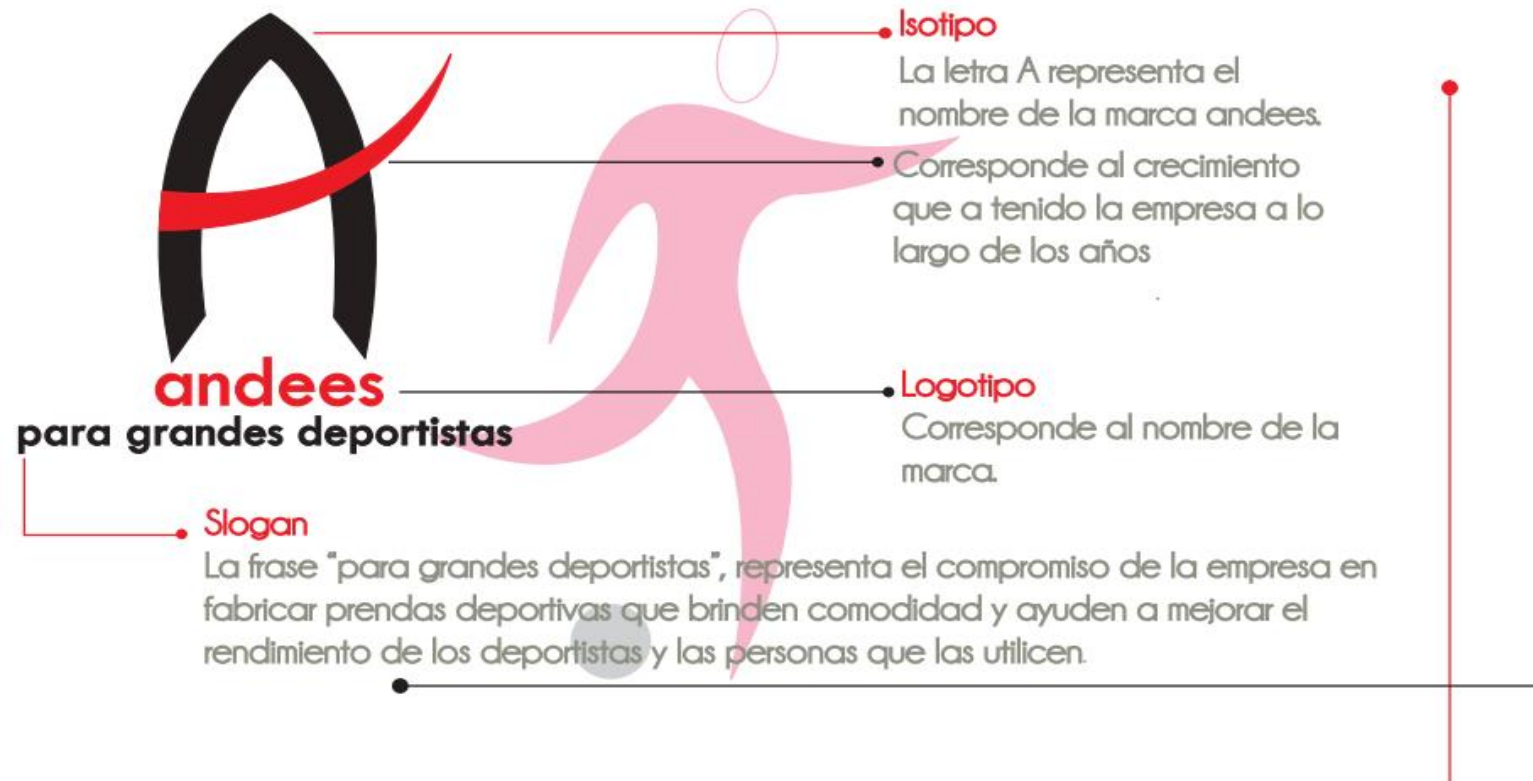 Isotipo
La letra A representa el
nombre de la marca andees.
Corresponde al crecimiento
que a tenido la empresa a lo
largo de los años
andees
para grandes deportistas
Logotipo
Corresponde al nombre de la
marca.
Slogan
La frase “para grandes deportistas”, representa el compromiso de la empresa en
fabricar prendas deportivas que brinden comodidad y ayuden a mejorar el
rendimiento de los deportistas y las personas que las utilicen.